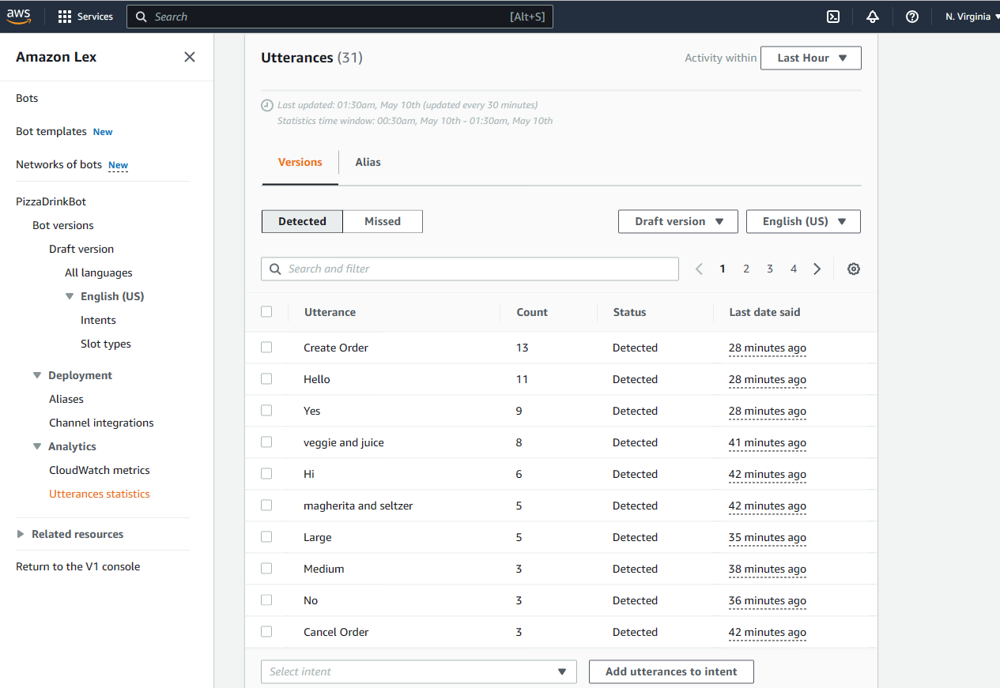 aws
Services
Search
[Alt+S]
N. Virginia
Amazon Lex
Bots
Bot templates New
Networks of bots New
PizzaDrinkBot
Bot versions
Draft version
All languages
English (US)
Intents
Slot types
Deployment
Aliases
Channel integrations
Analytics
CloudWatch metrics
Utterances statistics
Related resources
Return to the V1 console
Utterances (31)
Activity within
Last Hour
Last updated: 01:30am, May 10th (updated every 30 minutes)
Statistics time window: 00:30am, May 10th - 01:30am, May 10th
Versions
Alias
Detected
Missed
Draft version
English (US)
Search and filter
1 2 3 4
Utterance Count Status Last date said
Create Order 13 Detected 28 minutes ago
Hello 11 Detected 28 minutes ago
Yes 9 Detected 28 minutes ago
veggie and juice 8 Detected 41 minutes ago
Hi 6 Detected 42 minutes ago
magherita and seltzer 5 Detected 42 minutes ago
Large 5 Detected 35 minutes ago
Medium 3 Detected 38 minutes ago
No 3 Detected 36 minutes ago
Cancel Order 3 Detected 42 minutes ago
Select intent
Add utterances to intent